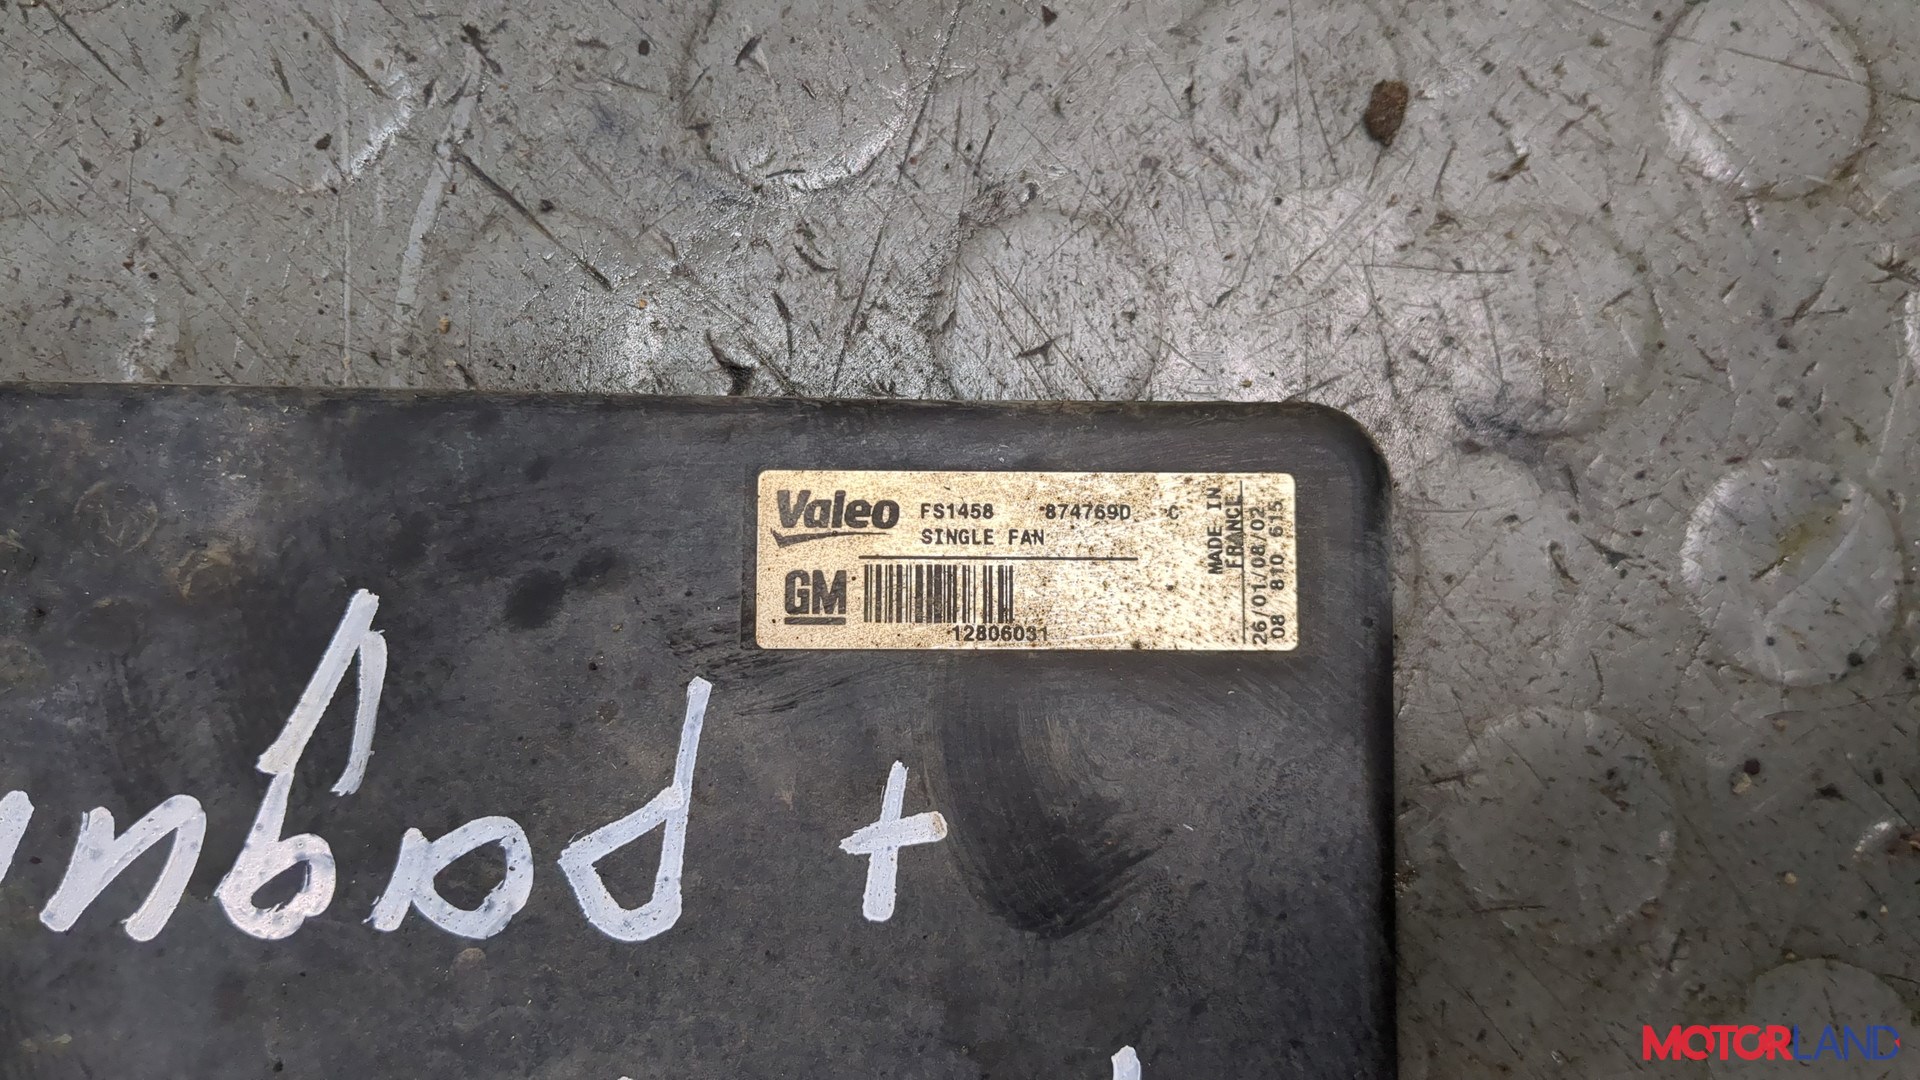 Valeo FS1458 874769D C
SINGLE FAN
GM
12806031
MADE IN
FRANCE
26/01/08/02
08 810 615
+
MOTORLAND